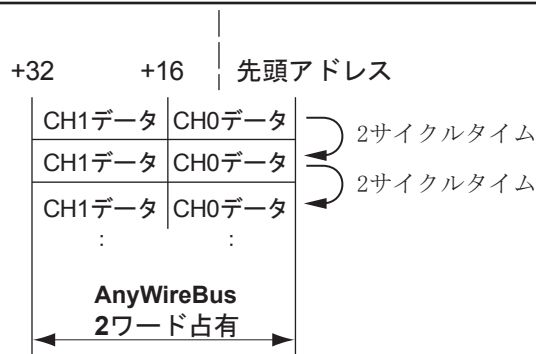 +32 +16 先頭アドレス
CH1データ CH0データ
2サイクルタイム
CH1データ CH0データ
2サイクルタイム
CH1データ CH0データ
: :
AnyWireBus
2ワード占有